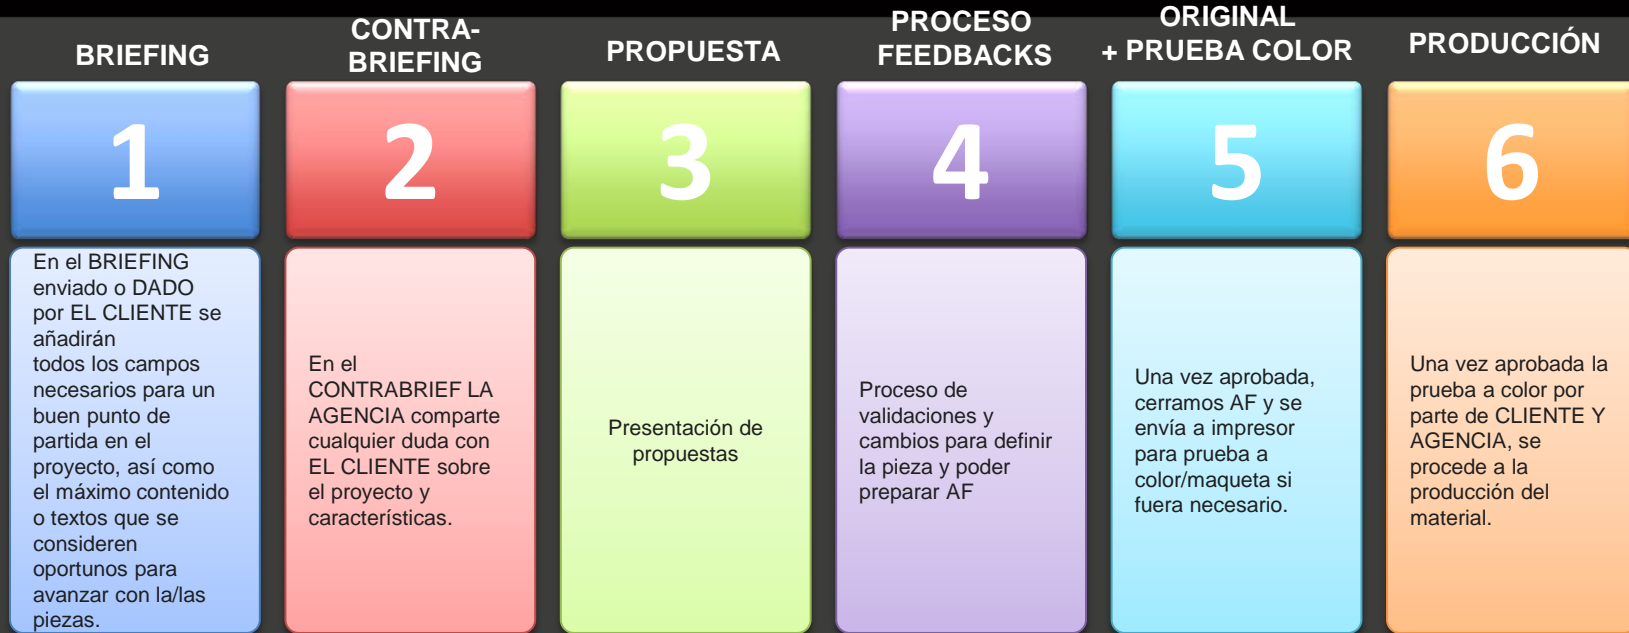 BRIEFING
1
En el BRIEFING
enviado o DADO
por EL CLIENTE se
añadirán
todos los campos
necesarios para un
buen punto de
partida en el
proyecto, así como
el máximo contenido
o textos que se
consideren
oportunos para
avanzar con la/las
piezas.
CONTRA-
BRIEFING
2
En el
CONTRABRIEF LA
AGENCIA comparte
cualquier duda con
EL CLIENTE sobre
el proyecto y
características.
PROPUESTA
3
Presentación de
propuestas
PROCESO
FEEDBACKS
4
Proceso de
validaciones y
cambios para definir
la pieza y poder
preparar AF
ORIGINAL
+ PRUEBA COLOR
5
Una vez aprobada,
cerramos AF y se
envía a impresor
para prueba a
color/maqueta si
fuera necesario.
PRODUCCIÓN
6
Una vez aprobada la
prueba a color por
parte de CLIENTE Y
AGENCIA, se
procede a la
producción del
material.